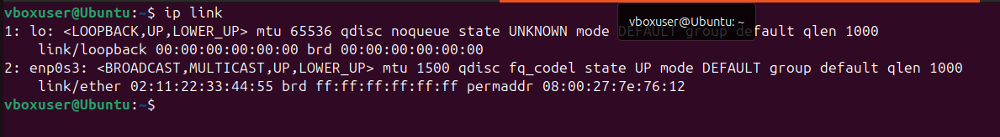 vboxuser@Ubuntu:~$ ip link
vboxuser@Ubuntu: ~
1: lo: <LOOPBACK,UP,LOWER_UP> mtu 65536 qdisc noqueue state UNKNOWN mode DEFAULT group default qlen 1000
    link/loopback 00:00:00:00:00:00 brd 00:00:00:00:00:00
2: enp0s3: <BROADCAST,MULTICAST,UP,LOWER_UP> mtu 1500 qdisc fq_codel state UP mode DEFAULT group default qlen 1000
    link/ether 02:11:22:33:44:55 brd ff:ff:ff:ff:ff:ff permaddr 08:00:27:7e:76:12
vboxuser@Ubuntu:~$